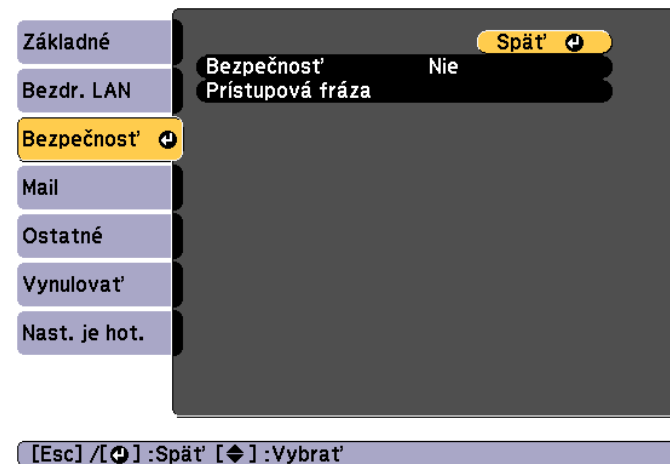 Základné
Bezdr. LAN
Bezpečnosť
Mail
Ostatné
Vynulovať
Nast. je hot.
Späť
Bezpečnosť Nie
Prístupová fráza
[Esc] /[⏎] :Späť [◆] :Vybrať